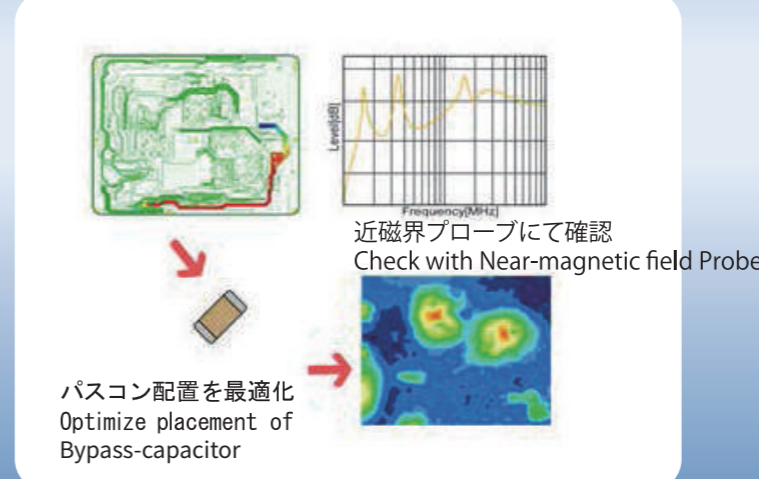 Level[dB]
Frequency[MHz]
近磁界プローブにて確認
Check with Near-magnetic field Probe
パスコン配置を最適化
Optimize placement of
Bypass-capacitor